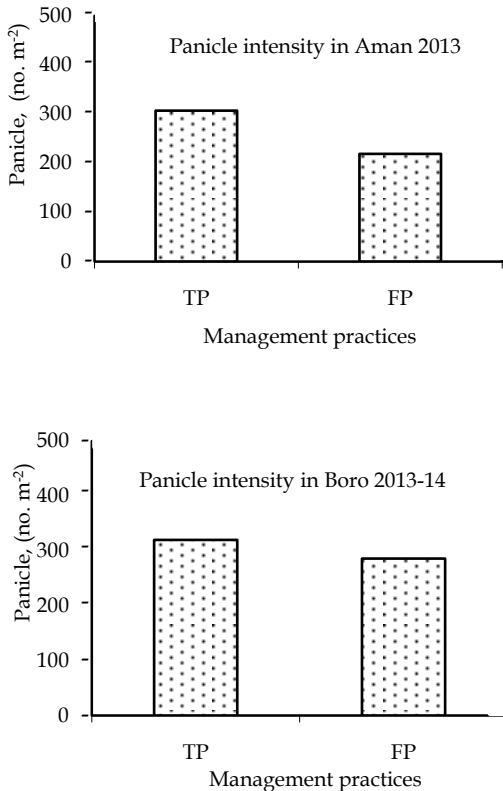 Panicle intensity in Aman 2013
Panicle, (no. m-2)
500
400
300
200
100
0
TP FP
Management practices
Panicle intensity in Boro 2013-14
Panicle, (no. m-2)
500
400
300
200
100
0
TP FP
Management practices